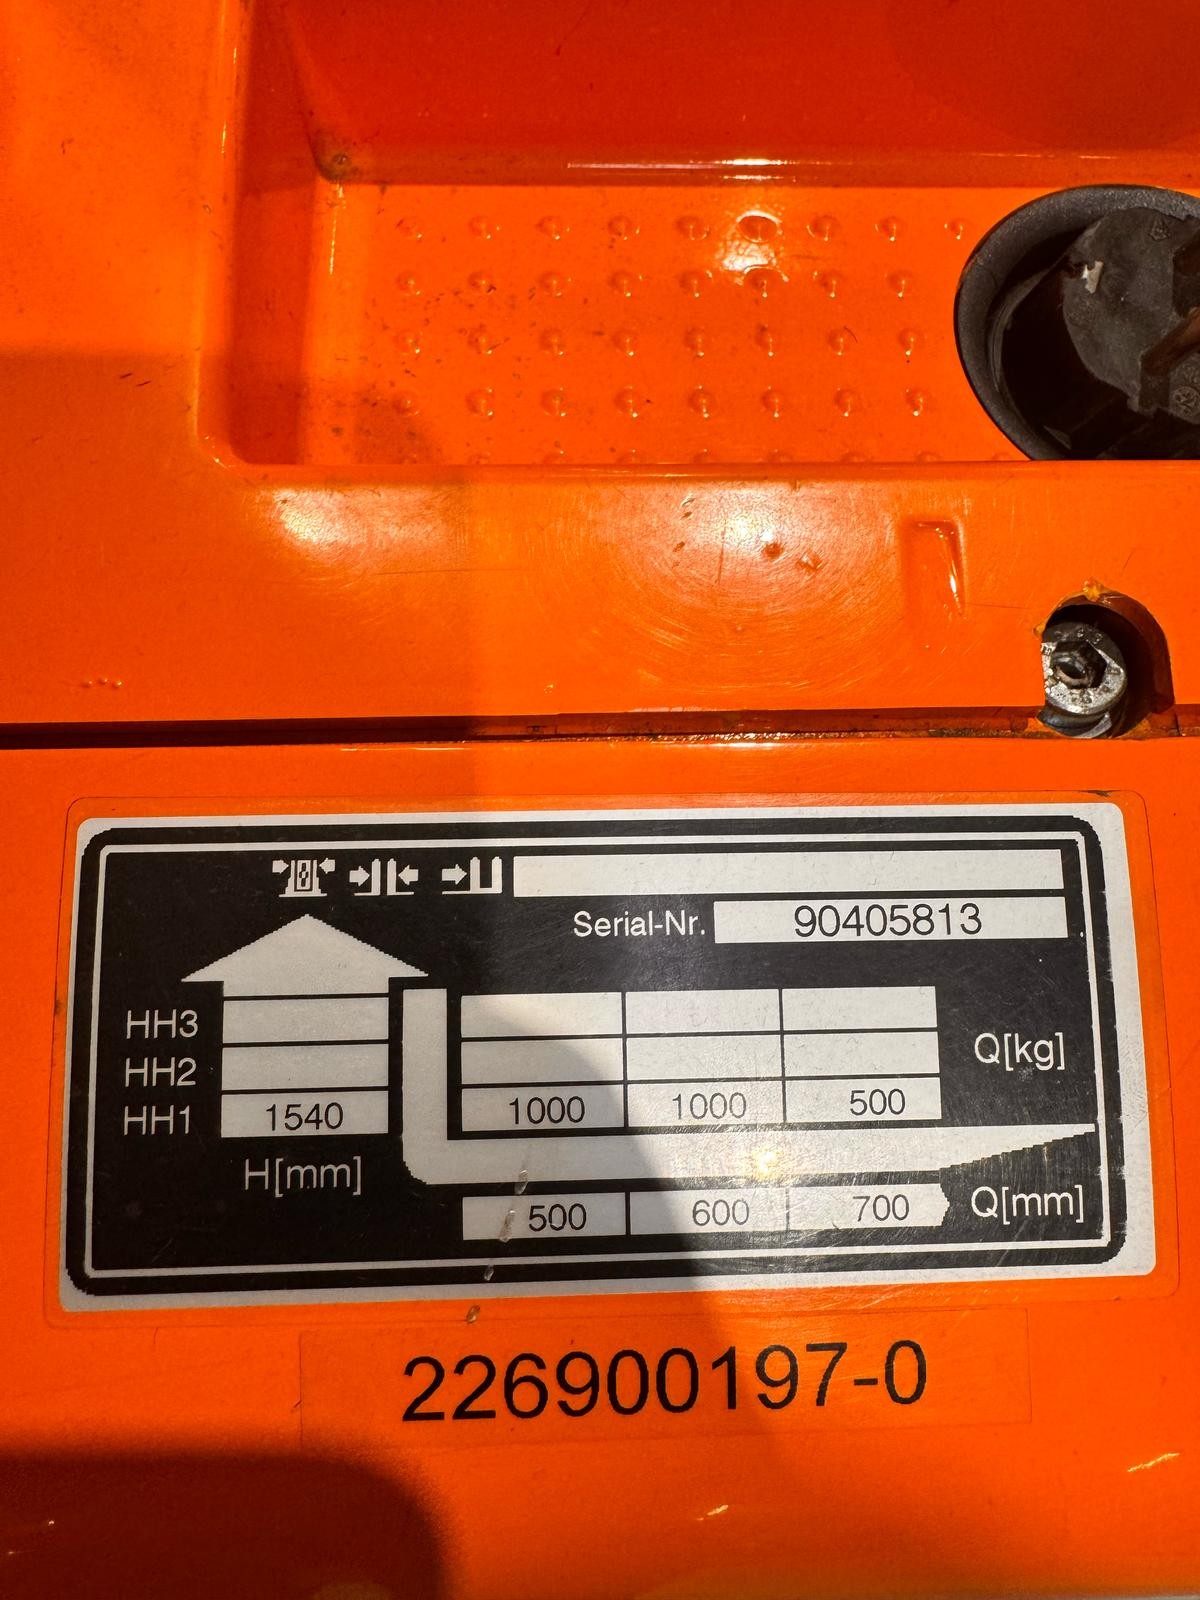 Serial-Nr. 90405813
HH3
HH2
Q[kg]
HH1 1540 1000 1000 500
H[mm]
500 600 700 Q[mm]
226900197-0